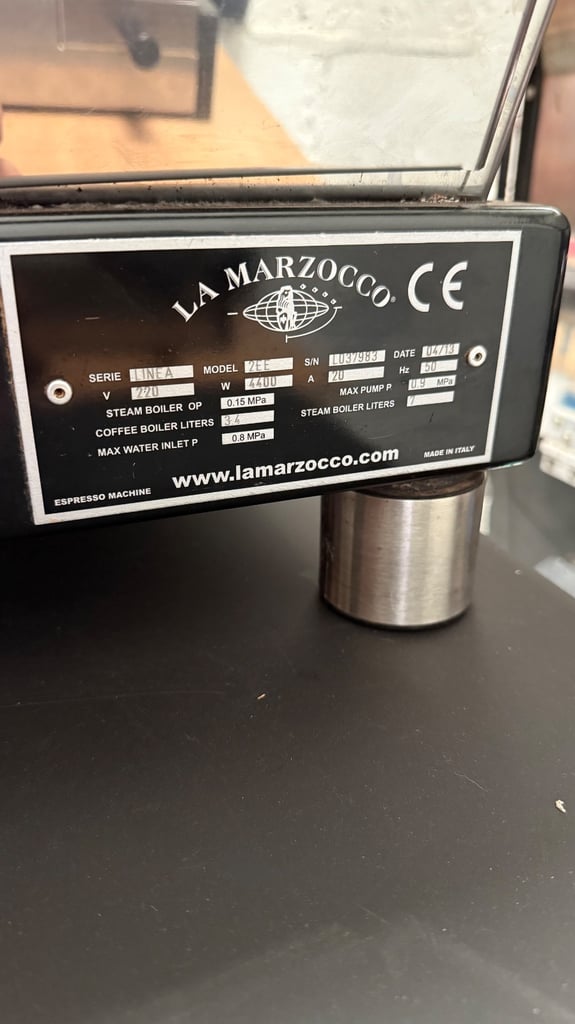 LA MARZOCCO®
CE
SERIE LINEA MODEL 2EE S/N L037983 DATE 04/13
V 220 W 4400 A 20 Hz 50
STEAM BOILER OP 0.15 MPa MAX PUMP P 0.9 MPa
COFFEE BOILER LITERS 3.4 STEAM BOILER LITERS 7
MAX WATER INLET P 0.8 MPa
www.lamarzocco.com
ESPRESSO MACHINE
MADE IN ITALY